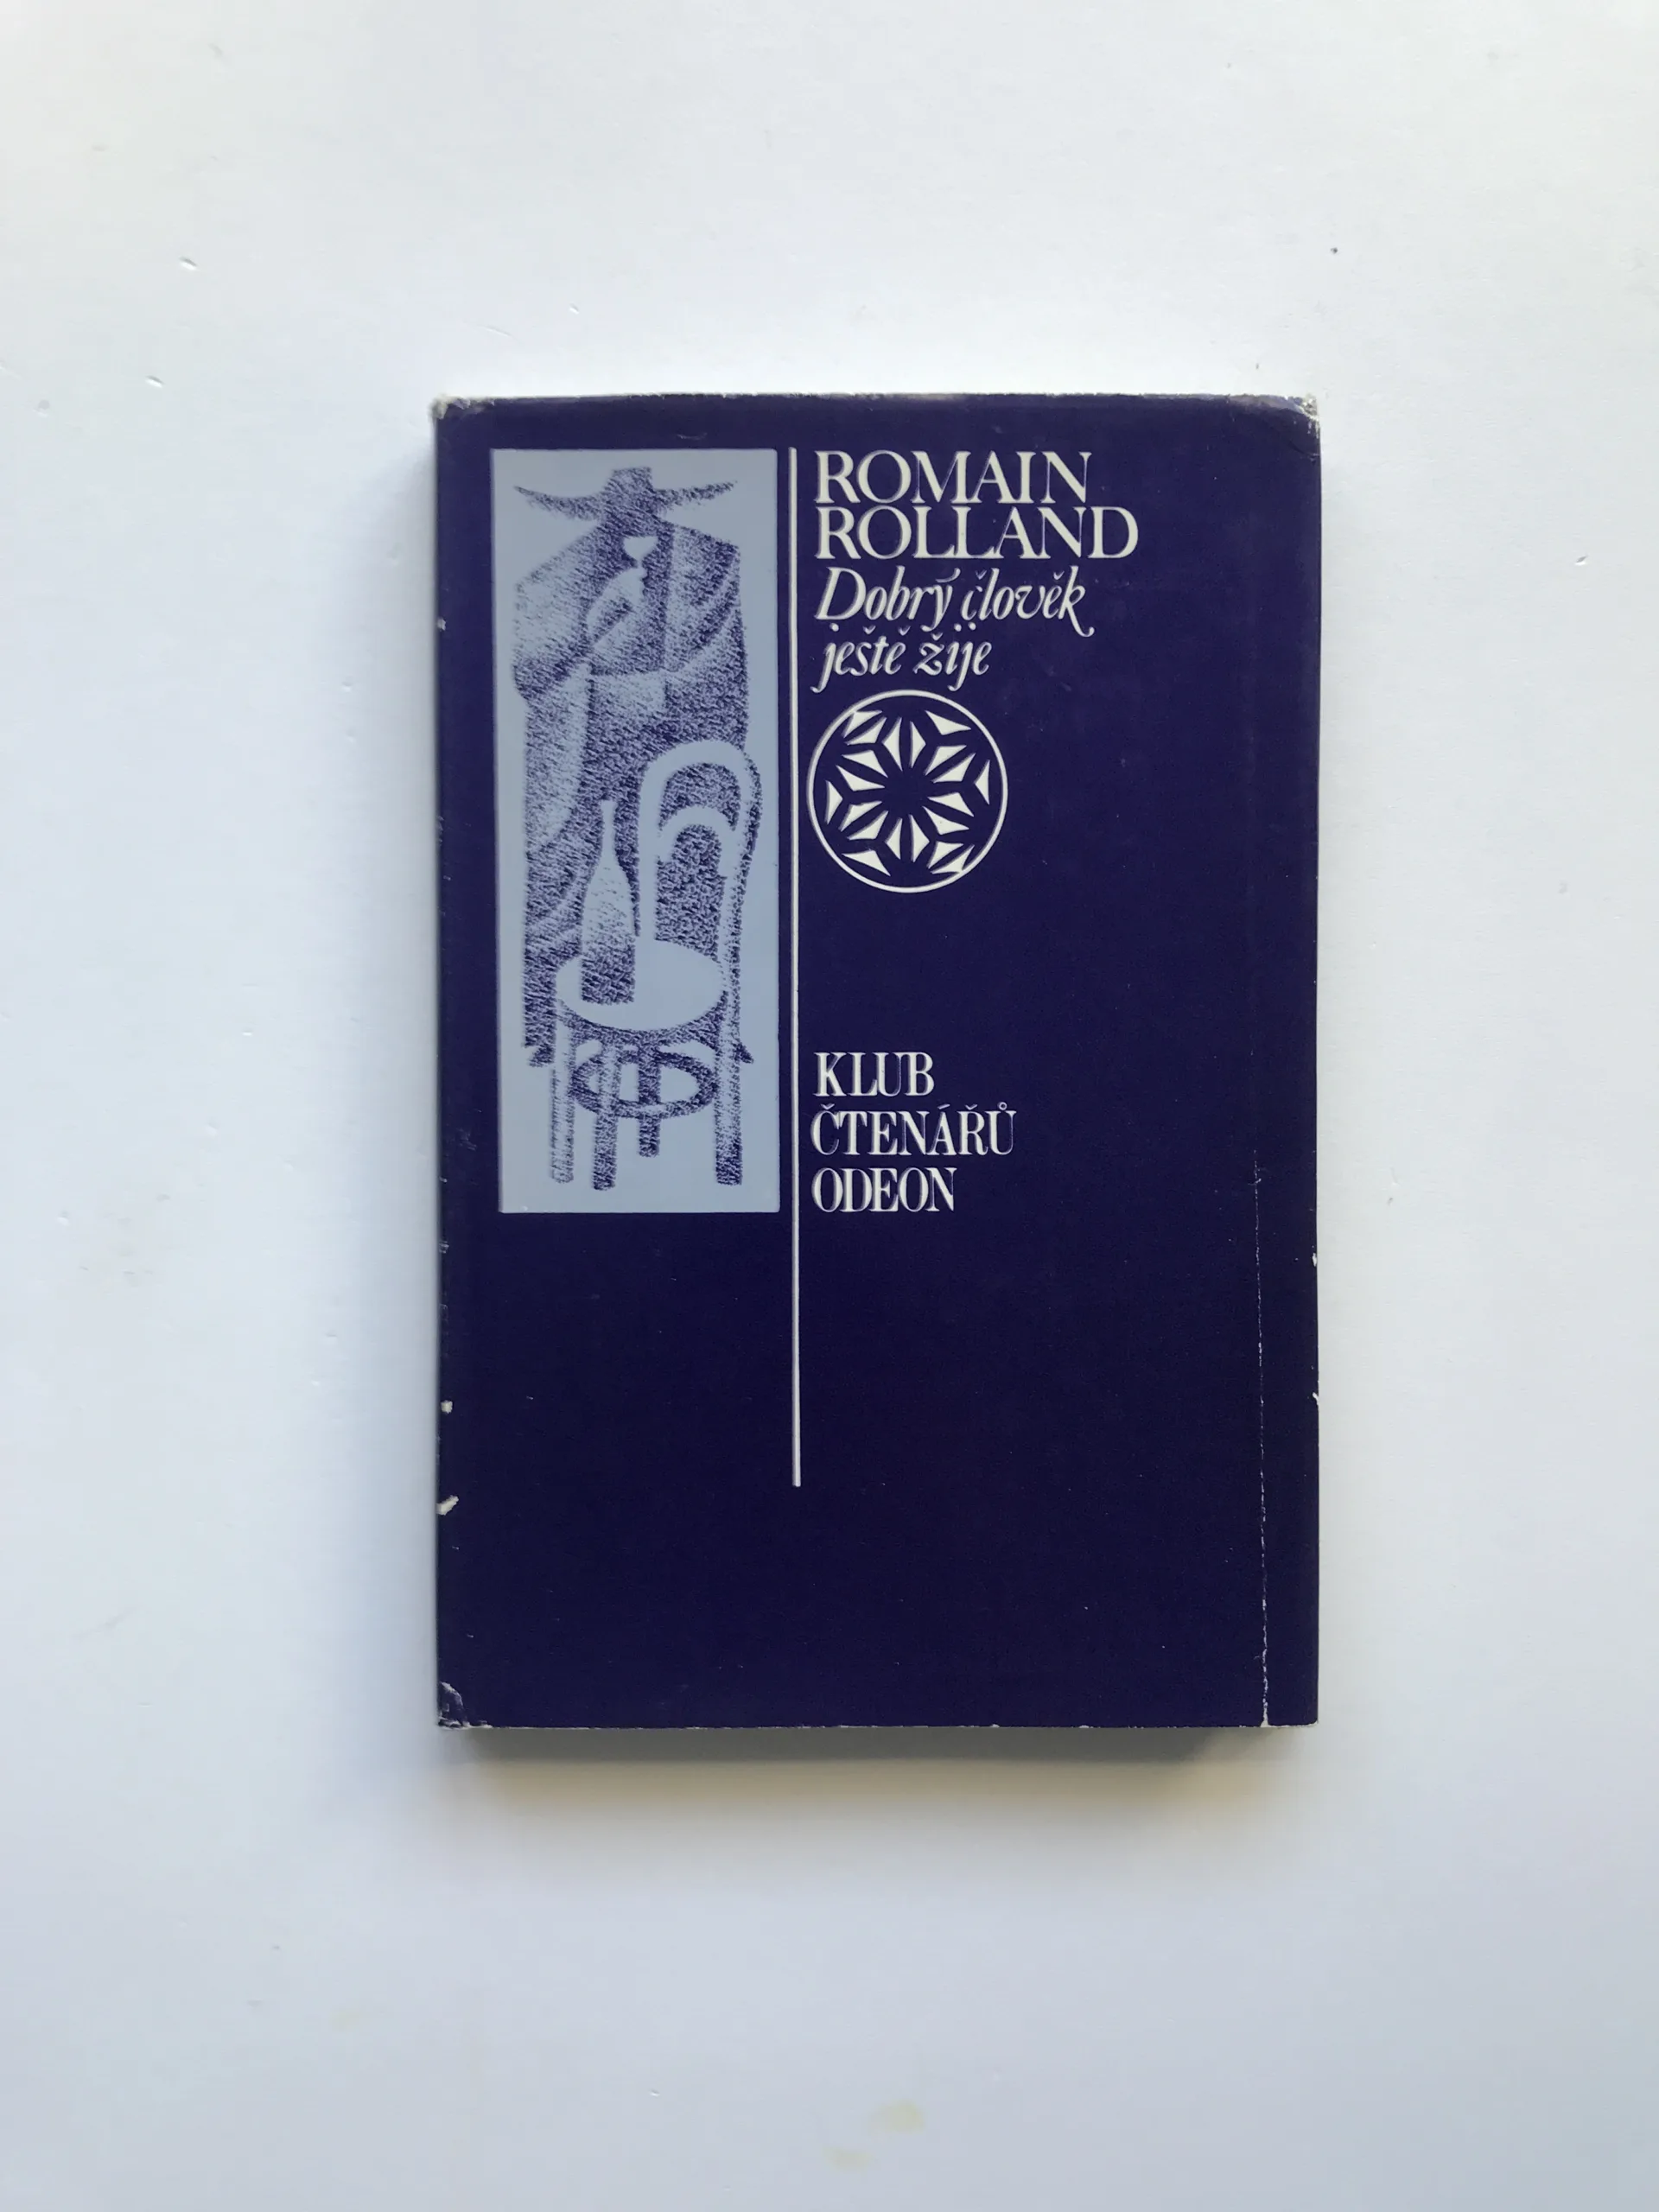 ROMAIN
ROLLAND
Dobrý člověk
ještě žije
KLUB
ČTENÁŘŮ
ODEON